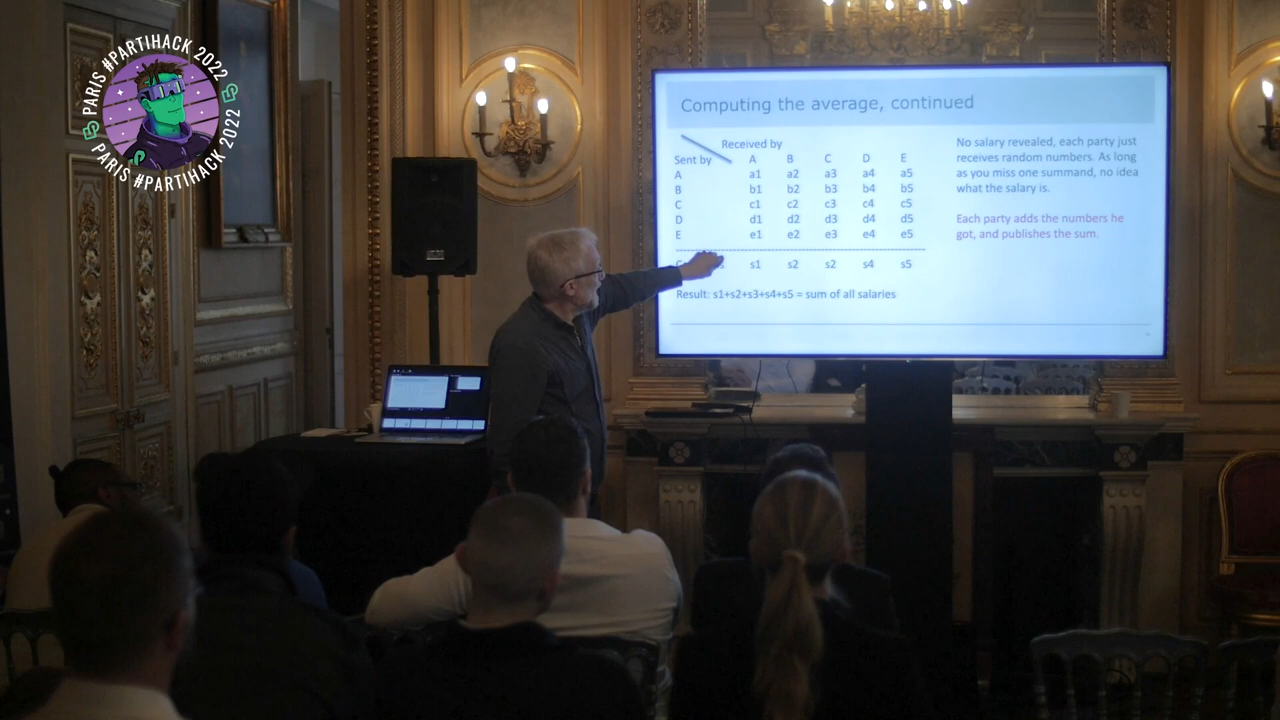 PARIS #PARTIHACK 2022
PARIS #PARTIHACK 2022
Computing the average, continued
Received by
Sent by A B C D E
A a1 a2 a3 a4 a5
B b1 b2 b3 b4 b5
C c1 c2 c3 c4 c5
D d1 d2 d3 d4 d5
E e1 e2 e3 e4 e5
s1 s2 s2 s4 s5
Result: s1+s2+s3+s4+s5 = sum of all salaries
No salary revealed, each party just
receives random numbers. As long
as you miss one summand, no idea
what the salary is.
Each party adds the numbers he
got, and publishes the sum.